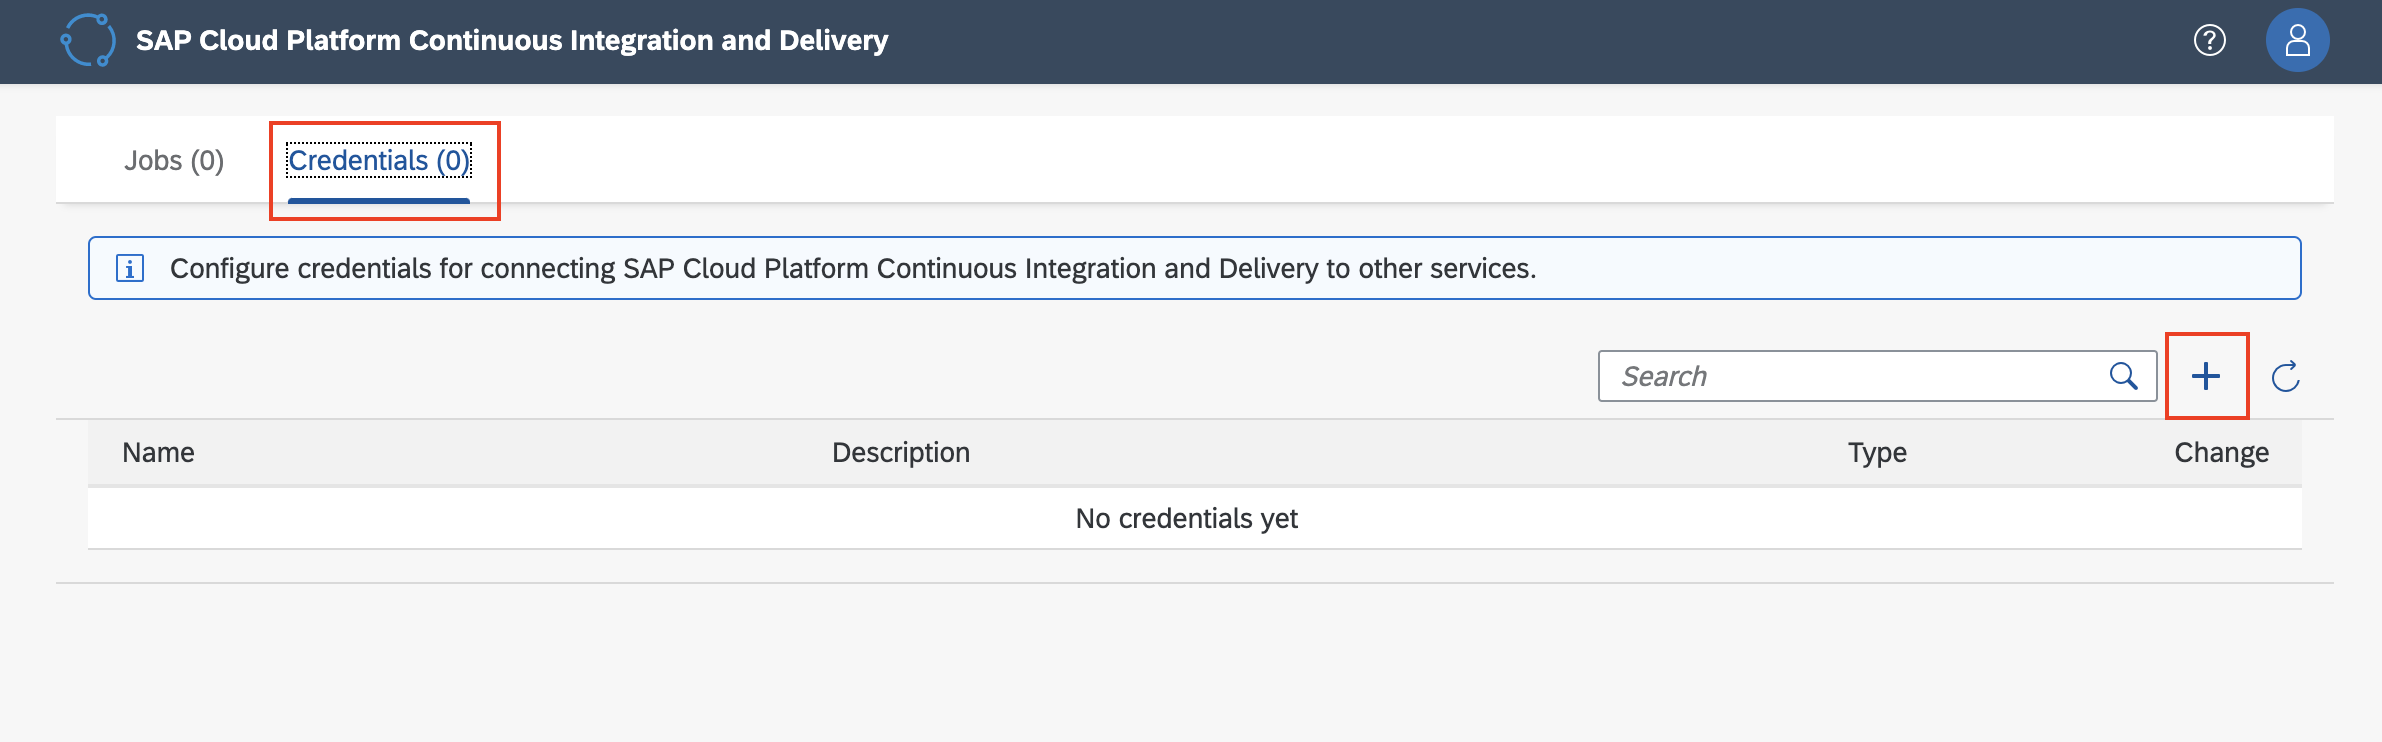 SAP Cloud Platform Continuous Integration and Delivery
Jobs (0) Credentials (0)
Configure credentials for connecting SAP Cloud Platform Continuous Integration and Delivery to other services.
Search
Name Description Type Change
No credentials yet